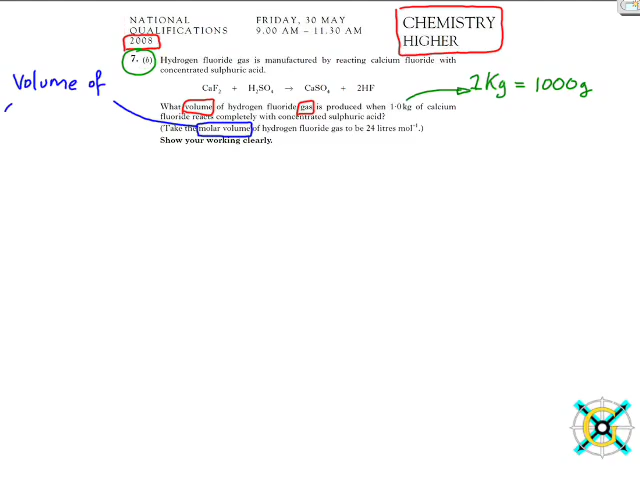 NATIONAL QUALIFICATIONS 2008
FRIDAY, 30 MAY
9.00 AM – 11.30 AM
CHEMISTRY
HIGHER
7. (b) Hydrogen fluoride gas is manufactured by reacting calcium fluoride with
concentrated sulphuric acid.
CaF₂ + H₂SO₄ → CaSO₄ + 2HF
What volume of hydrogen fluoride gas is produced when 1·0 kg of calcium
fluoride reacts completely with concentrated sulphuric acid?
(Take the molar volume of hydrogen fluoride gas to be 24 litres mol⁻¹.)
Show your working clearly.
Volume of
1Kg = 1000g
G